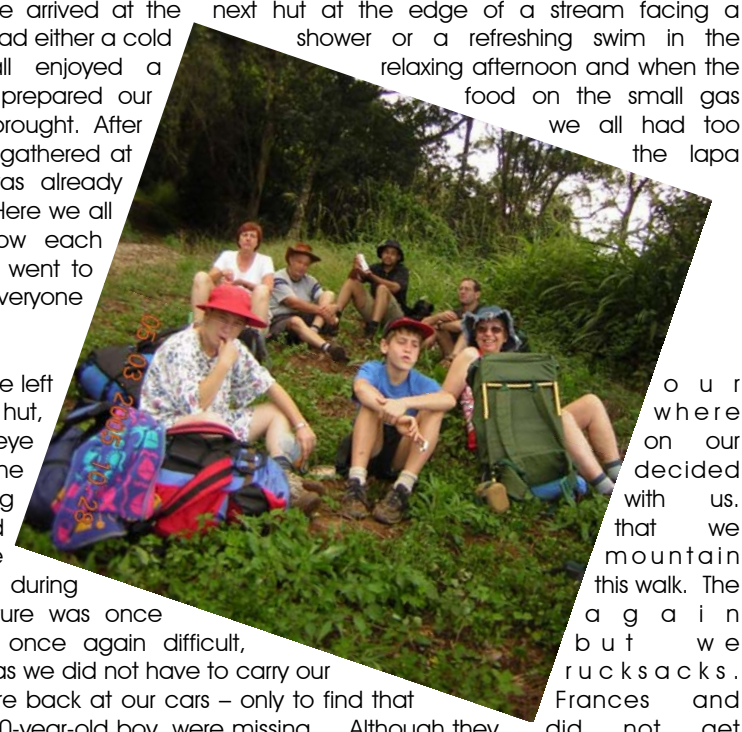 e arrived at the next hut at the edge of a stream facing a
ad either a cold shower or a refreshing swim in the
all enjoyed a relaxing afternoon and when the
prepared our food on the small gas
brought. After we all had too
gathered at the lapa
as already
Here we all
ow each
went to
veryone
e left our
hut, where
eye on our
ne decided
g with us.
d that we
e mountain
during this walk. The
ure was once again
once again difficult, but we
as we did not have to carry our rucksacks.
re back at our cars – only to find that Frances and
0-year-old boy, were missing. Although they did not get
05.03.2005 10:29